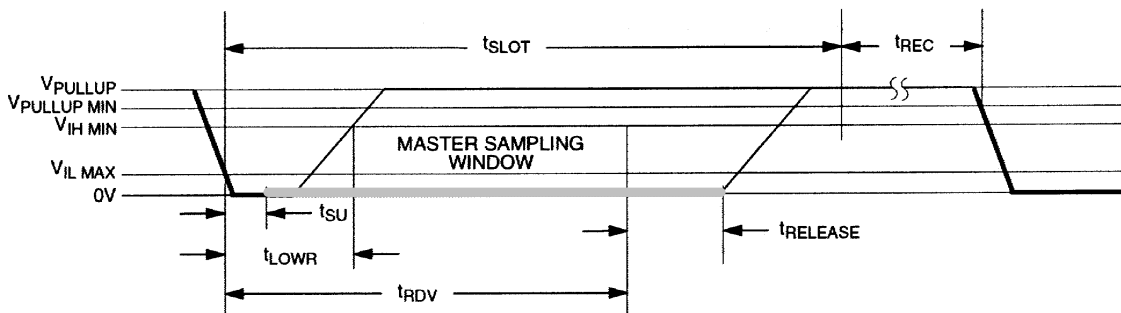 tSLOT
tREC
VPULLUP
VPULLUP MIN
VIH MIN
MASTER SAMPLING
WINDOW
VIL MAX
0V
tSU
tRELEASE
tLOWR
tRDV